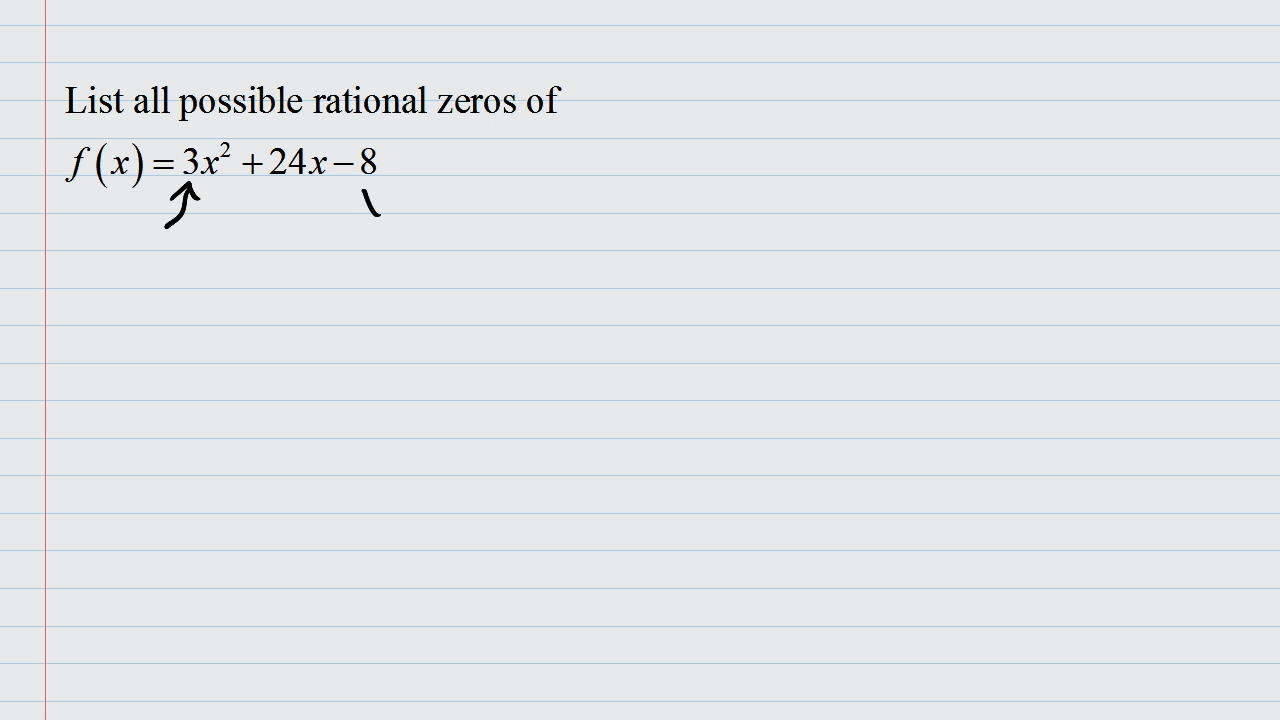 List all possible rational zeros of
f(x) = 3x² + 24x − 8